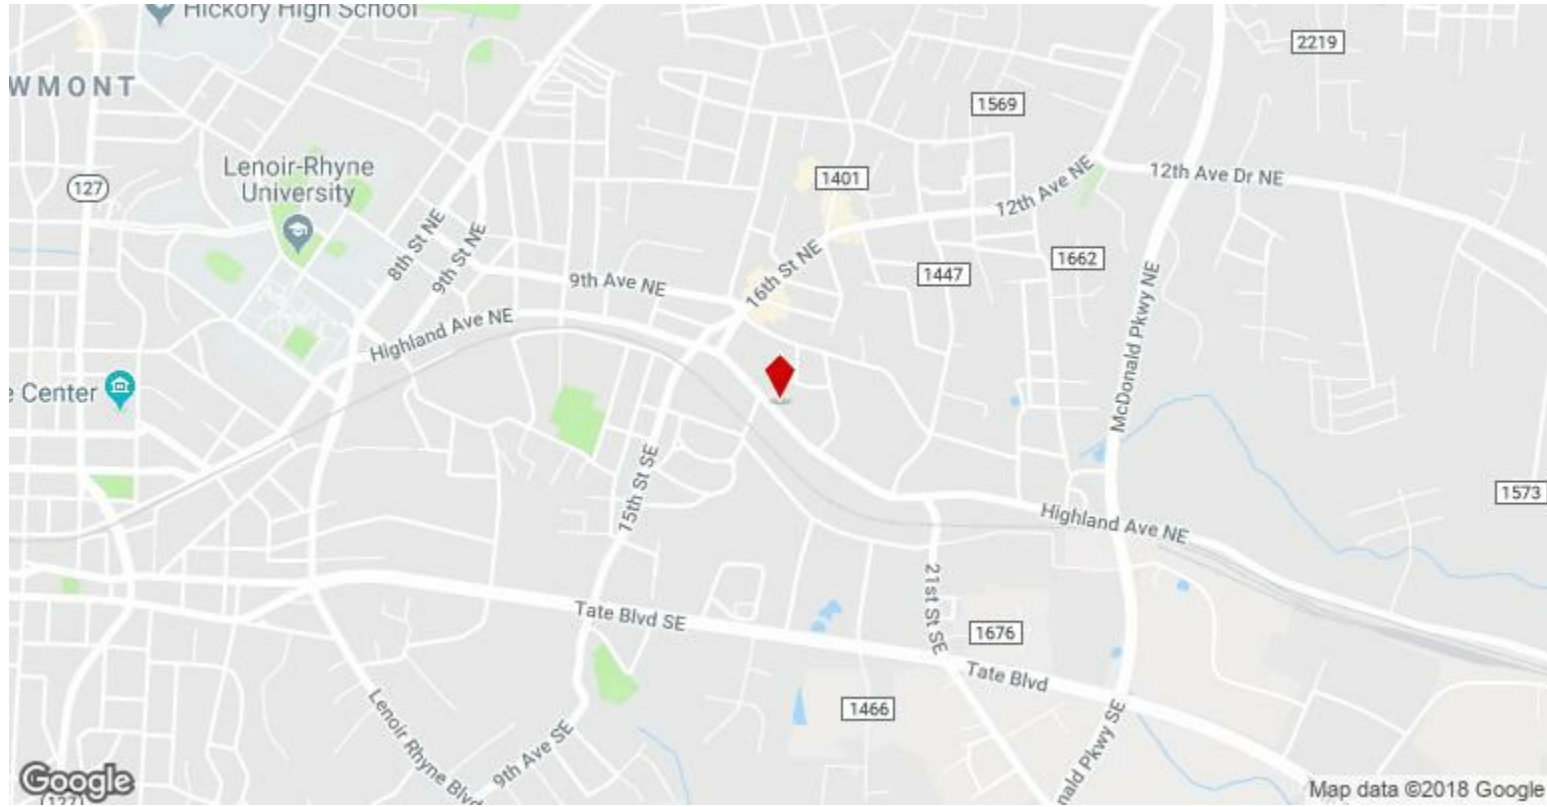 Hickory High School
2219
WMONT
1569
Lenoir-Rhyne
University
127
1401
12th Ave NE
12th Ave Dr NE
8th St NE
9th St NE
9th Ave NE
16th St NE
1447
1662
McDonald Pkwy NE
Highland Ave NE
e Center
15th St SE
1573
Highland Ave NE
21st St SE
Tate Blvd SE
1676
Tate Blvd
Lenoir Rhyne Blvd
9th Ave SE
1466
nald Pkwy SE
Google
127
Map data ©2018 Google